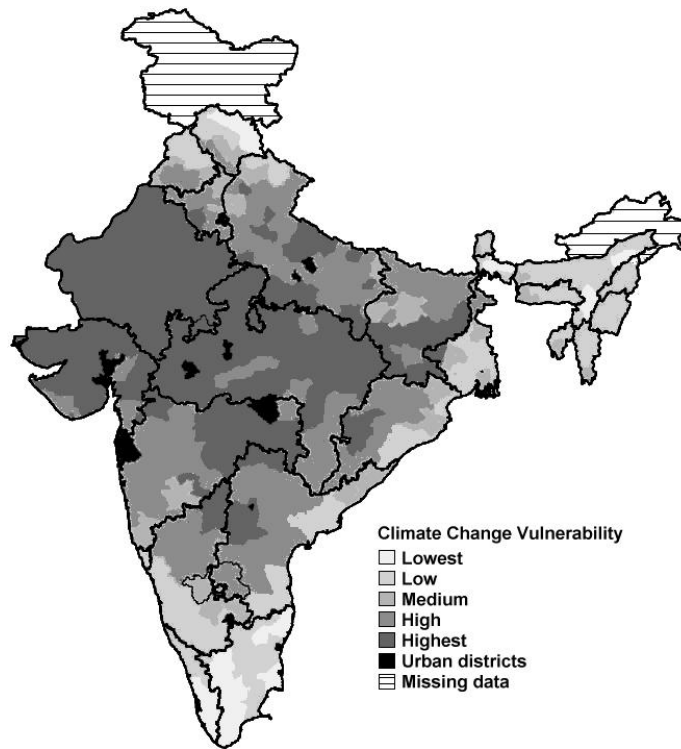 Climate Change Vulnerability
Lowest
Low
Medium
High
Highest
Urban districts
Missing data